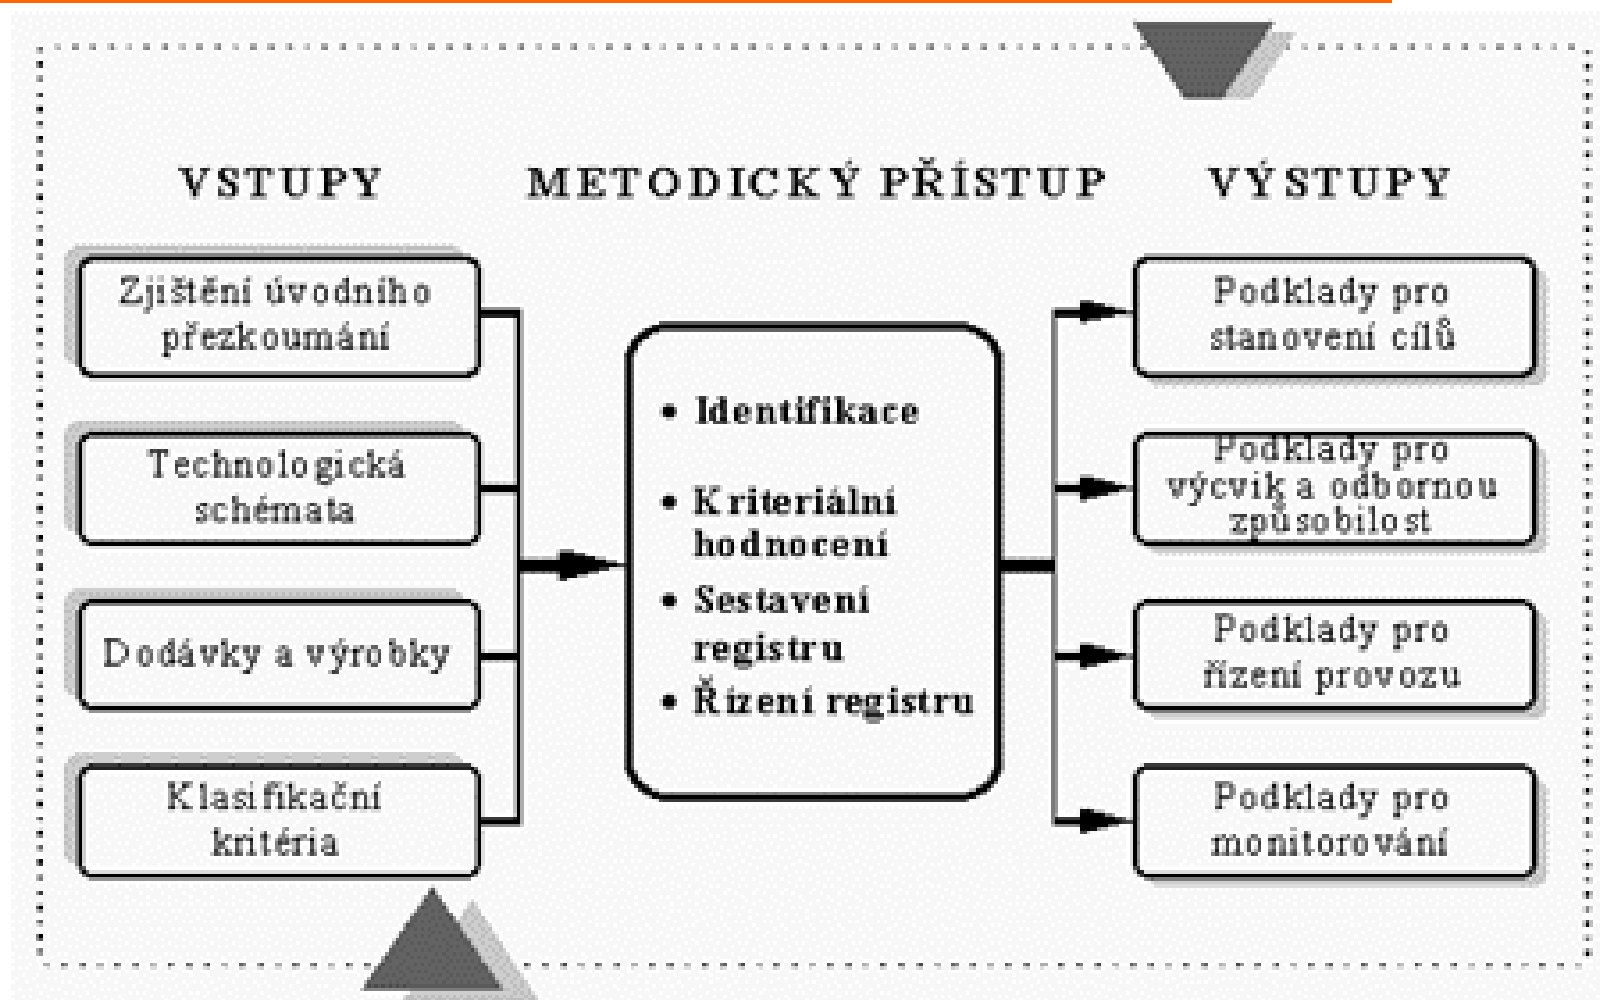 VSTUPY
METODICKÝ PŘÍSTUP
VÝSTUPY
Zjištění úvodního
přezkoumání
Technologická
schémata
Dodávky a výrobky
Klasifikační
kritéria
• Identifikace
• Kriteriální
hodnocení
• Sestavení
registru
• Řízení registru
Podklady pro
stanovení cílů
Podklady pro
výcvik a odbornou
způsobilost
Podklady pro
řízení provozu
Podklady pro
monitorování